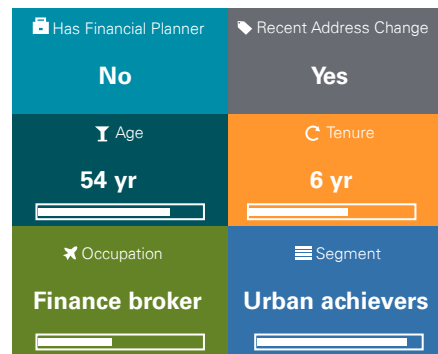 Has Financial Planner
No
Recent Address Change
Yes
Age
54 yr
Tenure
6 yr
Occupation
Finance broker
Segment
Urban achievers